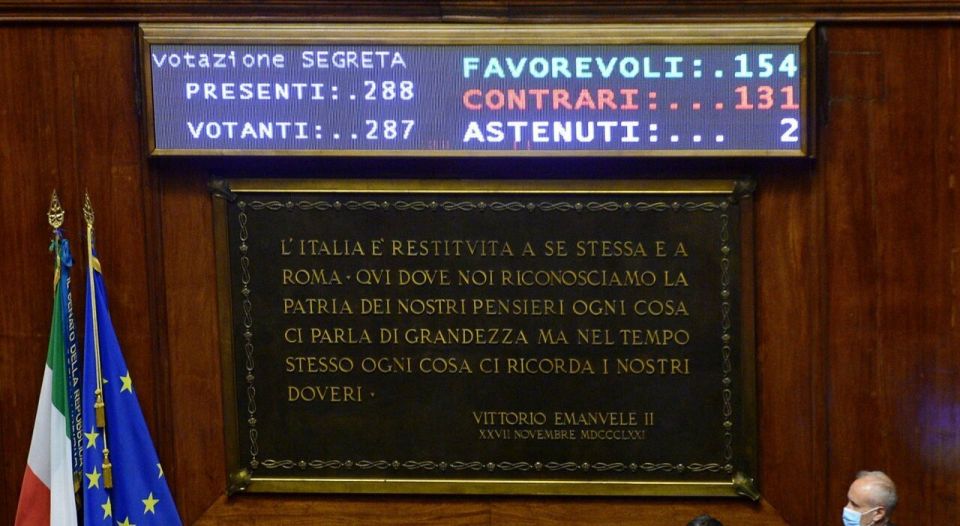 votazione SEGRETA
PRESENTI:.288
VOTANTI:..287
FAVOREVOLI:.154
CONTRARI:...131
ASTENUTI:... 2
L'ITALIA E' RESTITVITA A SE STESSA E A
ROMA · QVI DOVE NOI RICONOSCIAMO LA
PATRIA DEI NOSTRI PENSIERI OGNI COSA
CI PARLA DI GRANDEZZA MA NEL TEMPO
STESSO OGNI COSA CI RICORDA I NOSTRI
DOVERI ·
VITTORIO EMANVELE II
XXVII NOVEMBRE MDCCCLXXI
DELLA REPUBBLICA